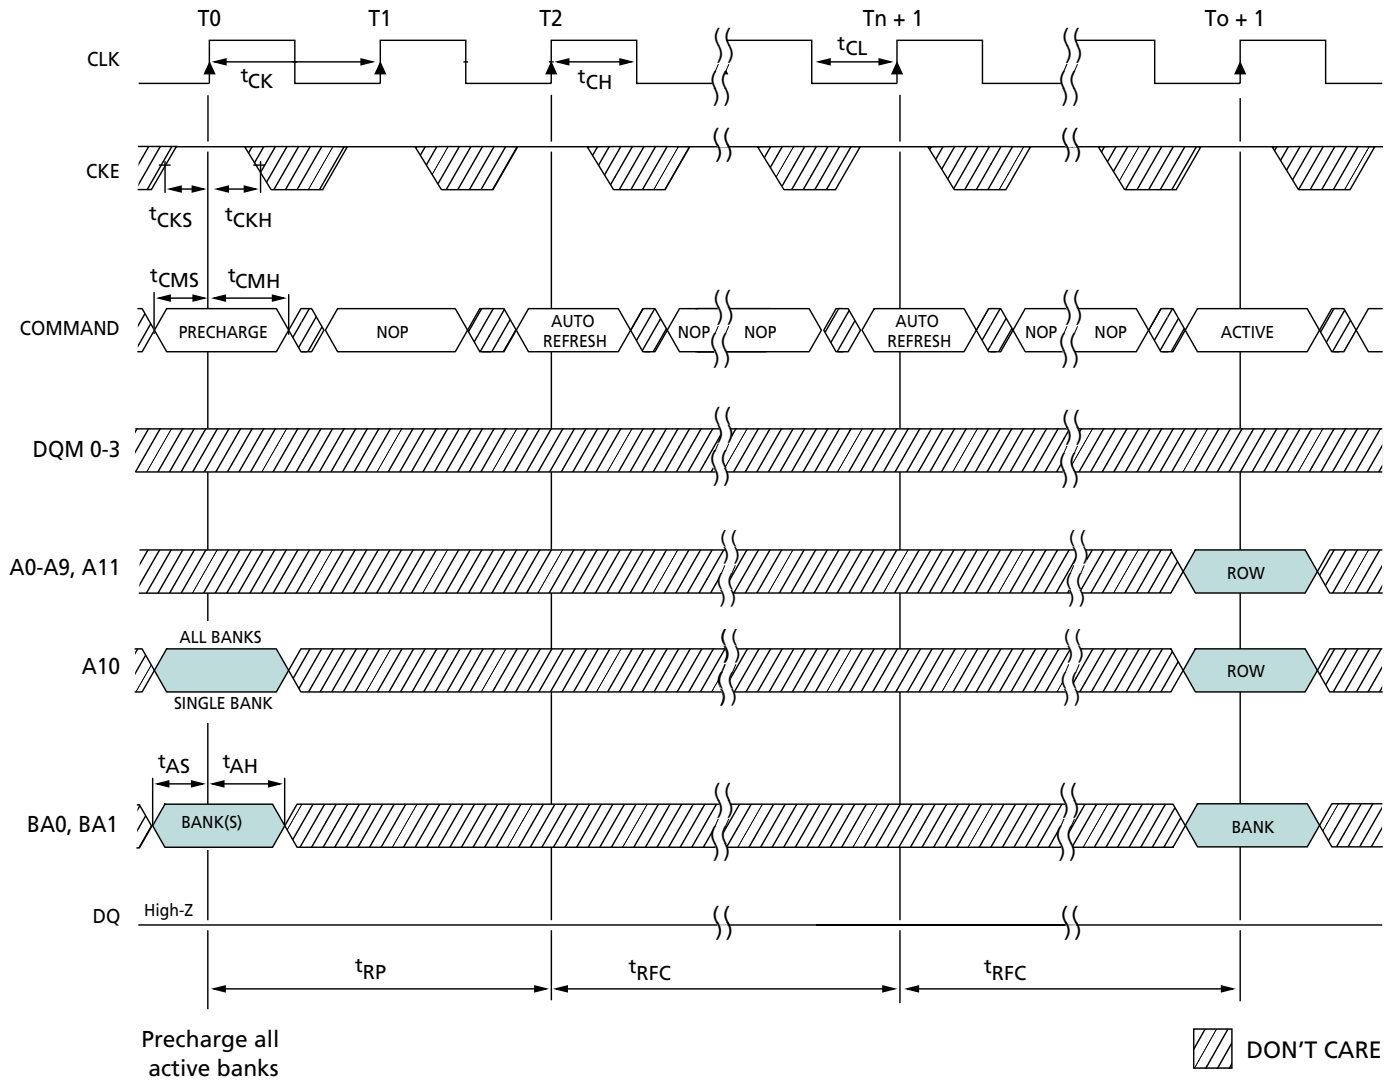 T0 T1 T2 Tn + 1 To + 1
CLK
tCK tCH tCL
CKE
tCKS tCKH
tCMS tCMH
COMMAND PRECHARGE NOP AUTO REFRESH NOP NOP AUTO REFRESH NOP NOP ACTIVE
DQM 0-3
A0-A9, A11 ROW
ALL BANKS
A10 ROW
SINGLE BANK
tAS tAH
BA0, BA1 BANK(S) BANK
DQ High-Z
tRP tRFC tRFC
Precharge all
active banks
DON'T CARE